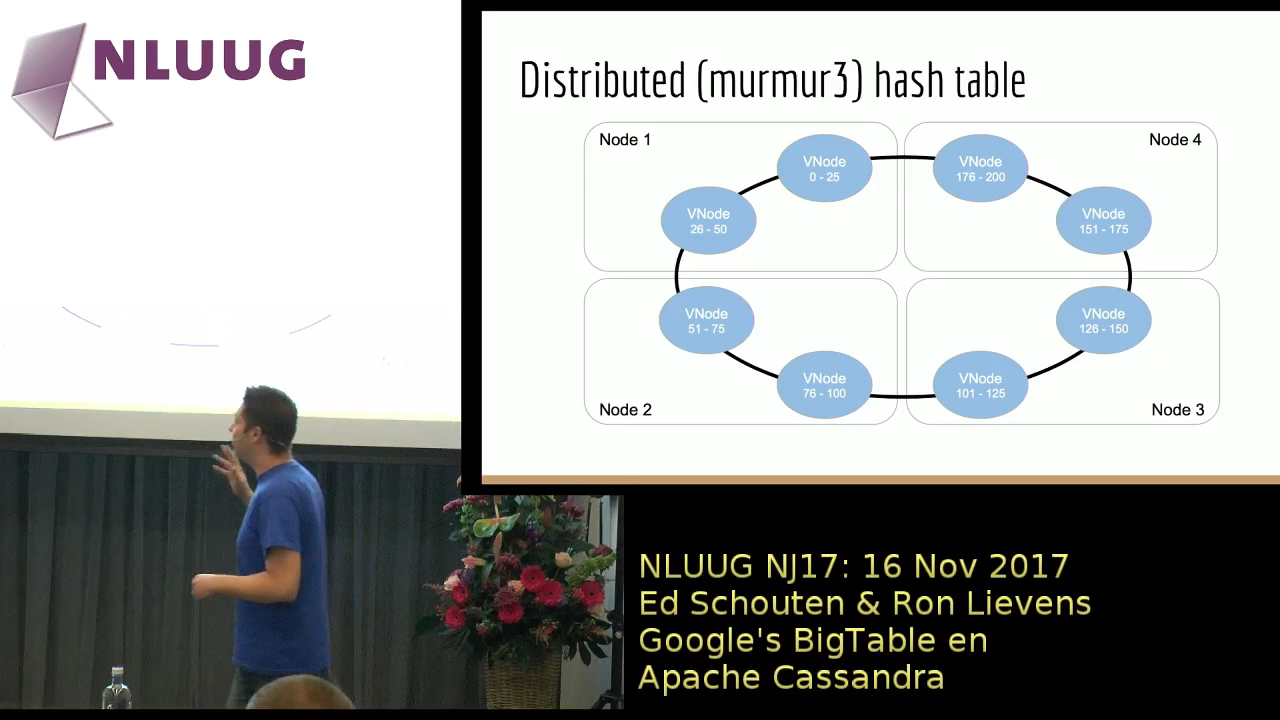 NLUUG
Distributed (murmur3) hash table
Node 1
Node 4
VNode
0 - 25
VNode
176 - 200
VNode
26 - 50
VNode
151 - 175
VNode
51 - 75
VNode
126 - 150
VNode
76 - 100
VNode
101 - 125
Node 2
Node 3
NLUUG NJ17: 16 Nov 2017
Ed Schouten & Ron Lievens
Google's BigTable en
Apache Cassandra